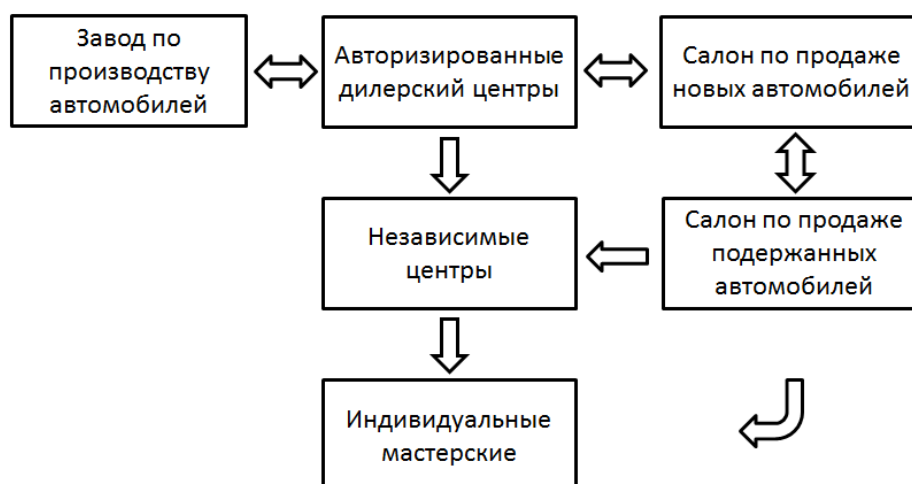 Завод по
производству
автомобилей
Авторизированные
дилерский центры
Салон по продаже
новых автомобилей
Независимые
центры
Салон по продаже
подержанных
автомобилей
Индивидуальные
мастерские